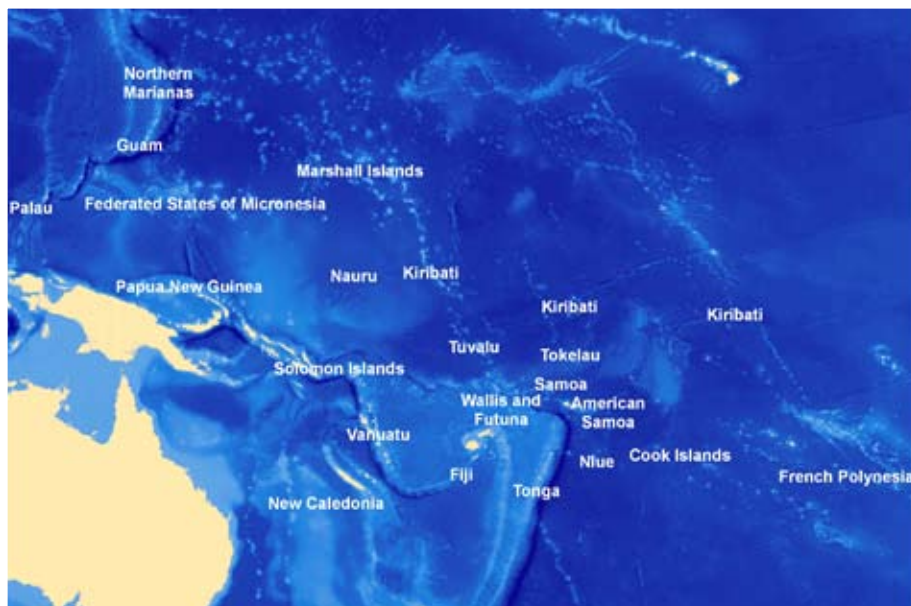 Northern
Marianas
Guam
Marshall Islands
Palau
Federated States of Micronesia
Nauru
Kiribati
Papua New Guinea
Kiribati
Kiribati
Tuvalu
Tokelau
Solomon Islands
Samoa
Wallis and
Futuna
American
Samoa
Vanuatu
Niue
Cook Islands
Fiji
French Polynesia
New Caledonia
Tonga